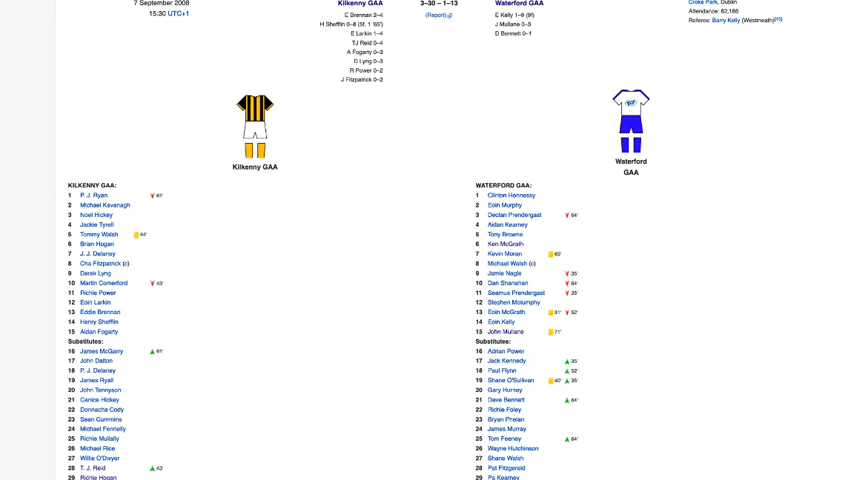 7 September 2008
15:30 UTC+1
Kilkenny GAA
E Brennan 2–4
H Shefflin 0–8 (5f, 1 '65')
E Larkin 1–4
TJ Reid 0–4
A Fogarty 0–3
D Lyng 0–3
R Power 0–2
J Fitzpatrick 0–2
3–30 – 1–13
(Report)
Waterford GAA
E Kelly 1–9 (9f)
J Mullane 0–3
D Bennett 0–1
Croke Park, Dublin
Attendance: 82,186
Referee: Barry Kelly (Westmeath)
Kilkenny GAA
Waterford
GAA
KILKENNY GAA:
1 P. J. Ryan 61'
2 Michael Kavanagh
3 Noel Hickey
4 Jackie Tyrell
5 Tommy Walsh 44'
6 Brian Hogan
7 J. J. Delaney
8 Cha Fitzpatrick (c)
9 Derek Lyng
10 Martin Comerford 43'
11 Richie Power
12 Eoin Larkin
13 Eddie Brennan
14 Henry Shefflin
15 Aidan Fogarty
Substitutes:
16 James McGarry 61'
17 John Dalton
18 P. J. Delaney
19 James Ryall
20 John Tennyson
21 Canice Hickey
22 Donnacha Cody
23 Sean Cummins
24 Michael Fennelly
25 Richie Mullally
26 Michael Rice
27 Willie O'Dwyer
28 T. J. Reid 43'
29 Richie Hogan
WATERFORD GAA:
1 Clinton Hennessy
2 Eoin Murphy
3 Declan Prendergast 64'
4 Aidan Kearney
5 Tony Browne
6 Ken McGrath
7 Kevin Moran 65'
8 Michael Walsh (c)
9 Jamie Nagle 35'
10 Dan Shanahan 64'
11 Seamus Prendergast 35'
12 Stephen Molumphy
13 Eoin McGrath 31' 52'
14 Eoin Kelly
15 John Mullane 71'
Substitutes:
16 Adrian Power
17 Jack Kennedy 35'
18 Paul Flynn 52'
19 Shane O'Sullivan 40' 35'
20 Gary Hurney
21 Dave Bennett 64'
22 Richie Foley
23 Bryan Phelan
24 James Murray
25 Tom Feeney 64'
26 Wayne Hutchinson
27 Shane Walsh
28 Pat Fitzgerald
29 Pa Kearney